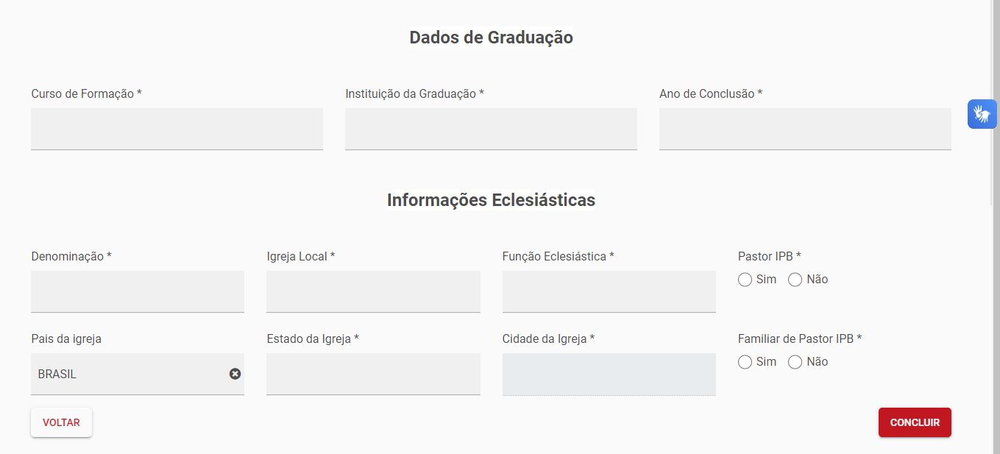 Dados de Graduação
Curso de Formação * Instituição da Graduação * Ano de Conclusão *
Informações Eclesiásticas
Denominação * Igreja Local * Função Eclesiástica * Pastor IPB *
Sim Não
Pais da igreja Estado da Igreja * Cidade da Igreja * Familiar de Pastor IPB *
BRASIL Sim Não
VOLTAR CONCLUIR